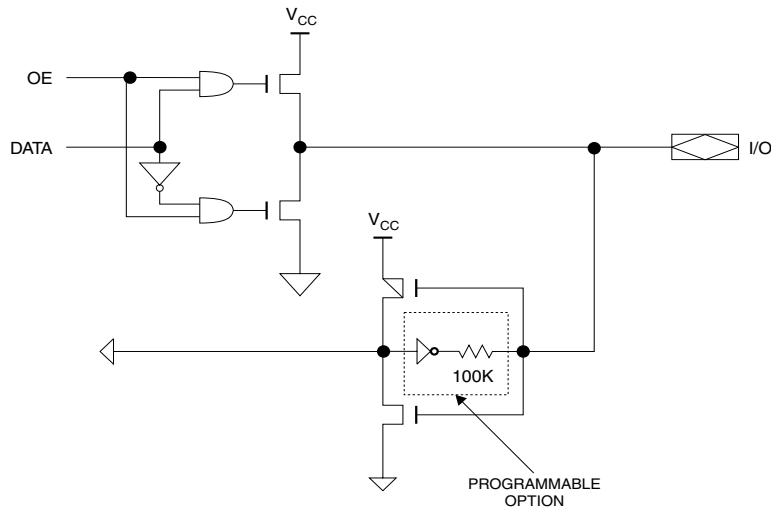 V_CC
OE
DATA
I/O
V_CC
100K
PROGRAMMABLE
OPTION